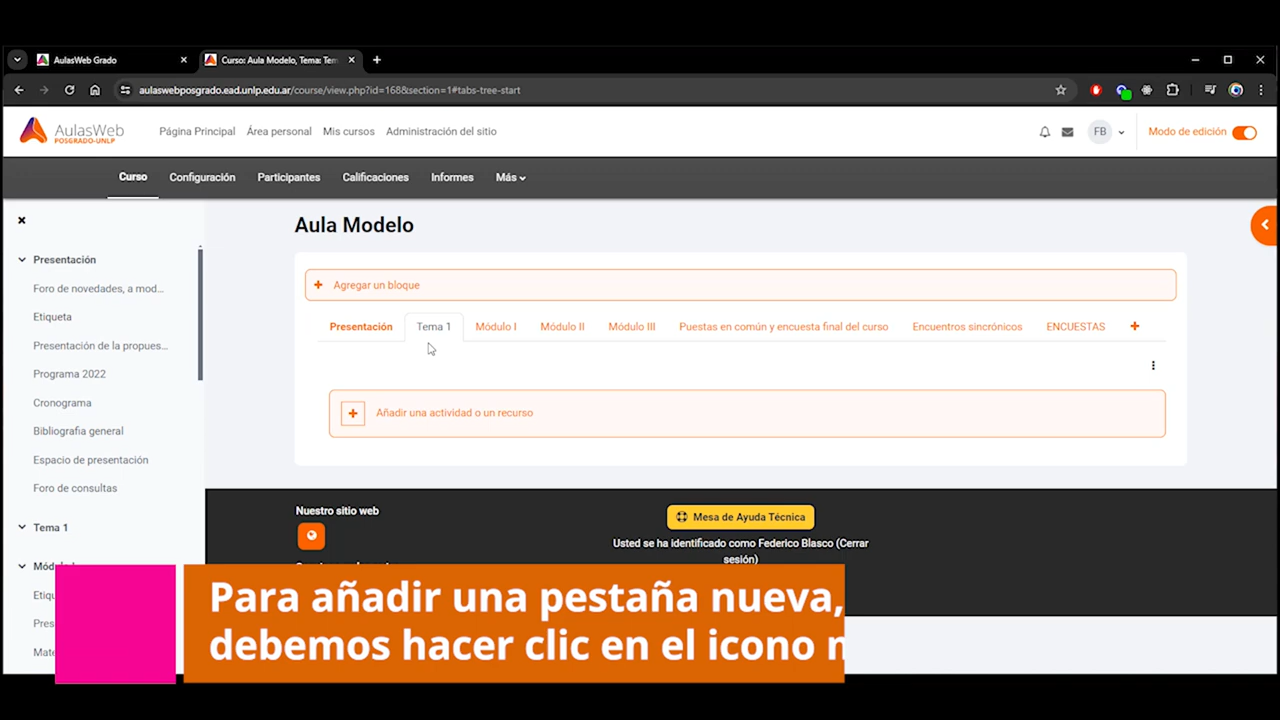 AulasWeb Grado
Curso: Aula Modelo, Tema: Tem
aulaswebposgrado.ead.unlp.edu.ar/course/view.php?id=168&section=1#tabs-tree-start
AulasWeb
POSGRADO-UNLP
Página Principal
Área personal
Mis cursos
Administración del sitio
FB
Modo de edición
Curso
Configuración
Participantes
Calificaciones
Informes
Más
Presentación
Foro de novedades, a mod...
Etiqueta
Presentación de la propues...
Programa 2022
Cronograma
Bibliografia general
Espacio de presentación
Foro de consultas
Tema 1
Aula Modelo
Agregar un bloque
Presentación
Tema 1
Módulo I
Módulo II
Módulo III
Puestas en común y encuesta final del curso
Encuentros sincrónicos
ENCUESTAS
Añadir una actividad o un recurso
Nuestro sitio web
Mesa de Ayuda Técnica
Usted se ha identificado como Federico Blasco (Cerrar
sesión)
Para añadir una pestaña nueva,
debemos hacer clic en el icono